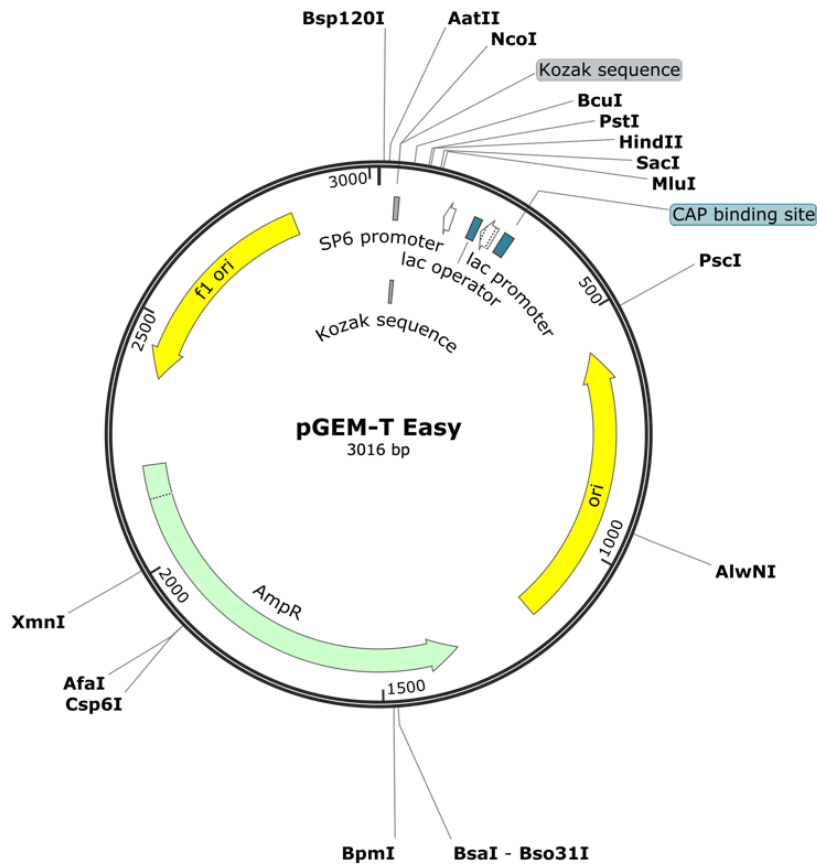 Bsp120I
AatII
NcoI
Kozak sequence
BcuI
PstI
HindII
SacI
MluI
CAP binding site
3000
SP6 promoter
lac operator
lac promoter
PscI
500
f1 ori
2500
Kozak sequence
pGEM-T Easy
3016 bp
ori
1000
AlwNI
2000
AmpR
XmnI
AfaI
Csp6I
1500
BpmI
BsaI - Bso31I